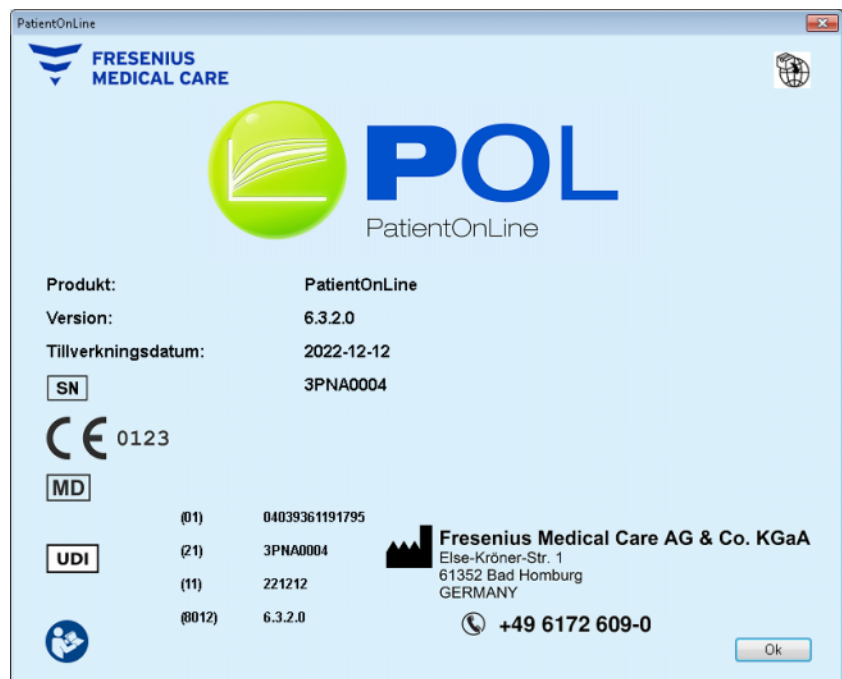 PatientOnLine
FRESENIUS
MEDICAL CARE
POL
PatientOnLine
Produkt: PatientOnLine
Version: 6.3.2.0
Tillverkningsdatum: 2022-12-12
SN 3PNA0004
CE 0123
MD
UDI
(01) 04039361191795
(21) 3PNA0004
(11) 221212
(8012) 6.3.2.0
Fresenius Medical Care AG & Co. KGaA
Else-Kröner-Str. 1
61352 Bad Homburg
GERMANY
+49 6172 609-0
Ok